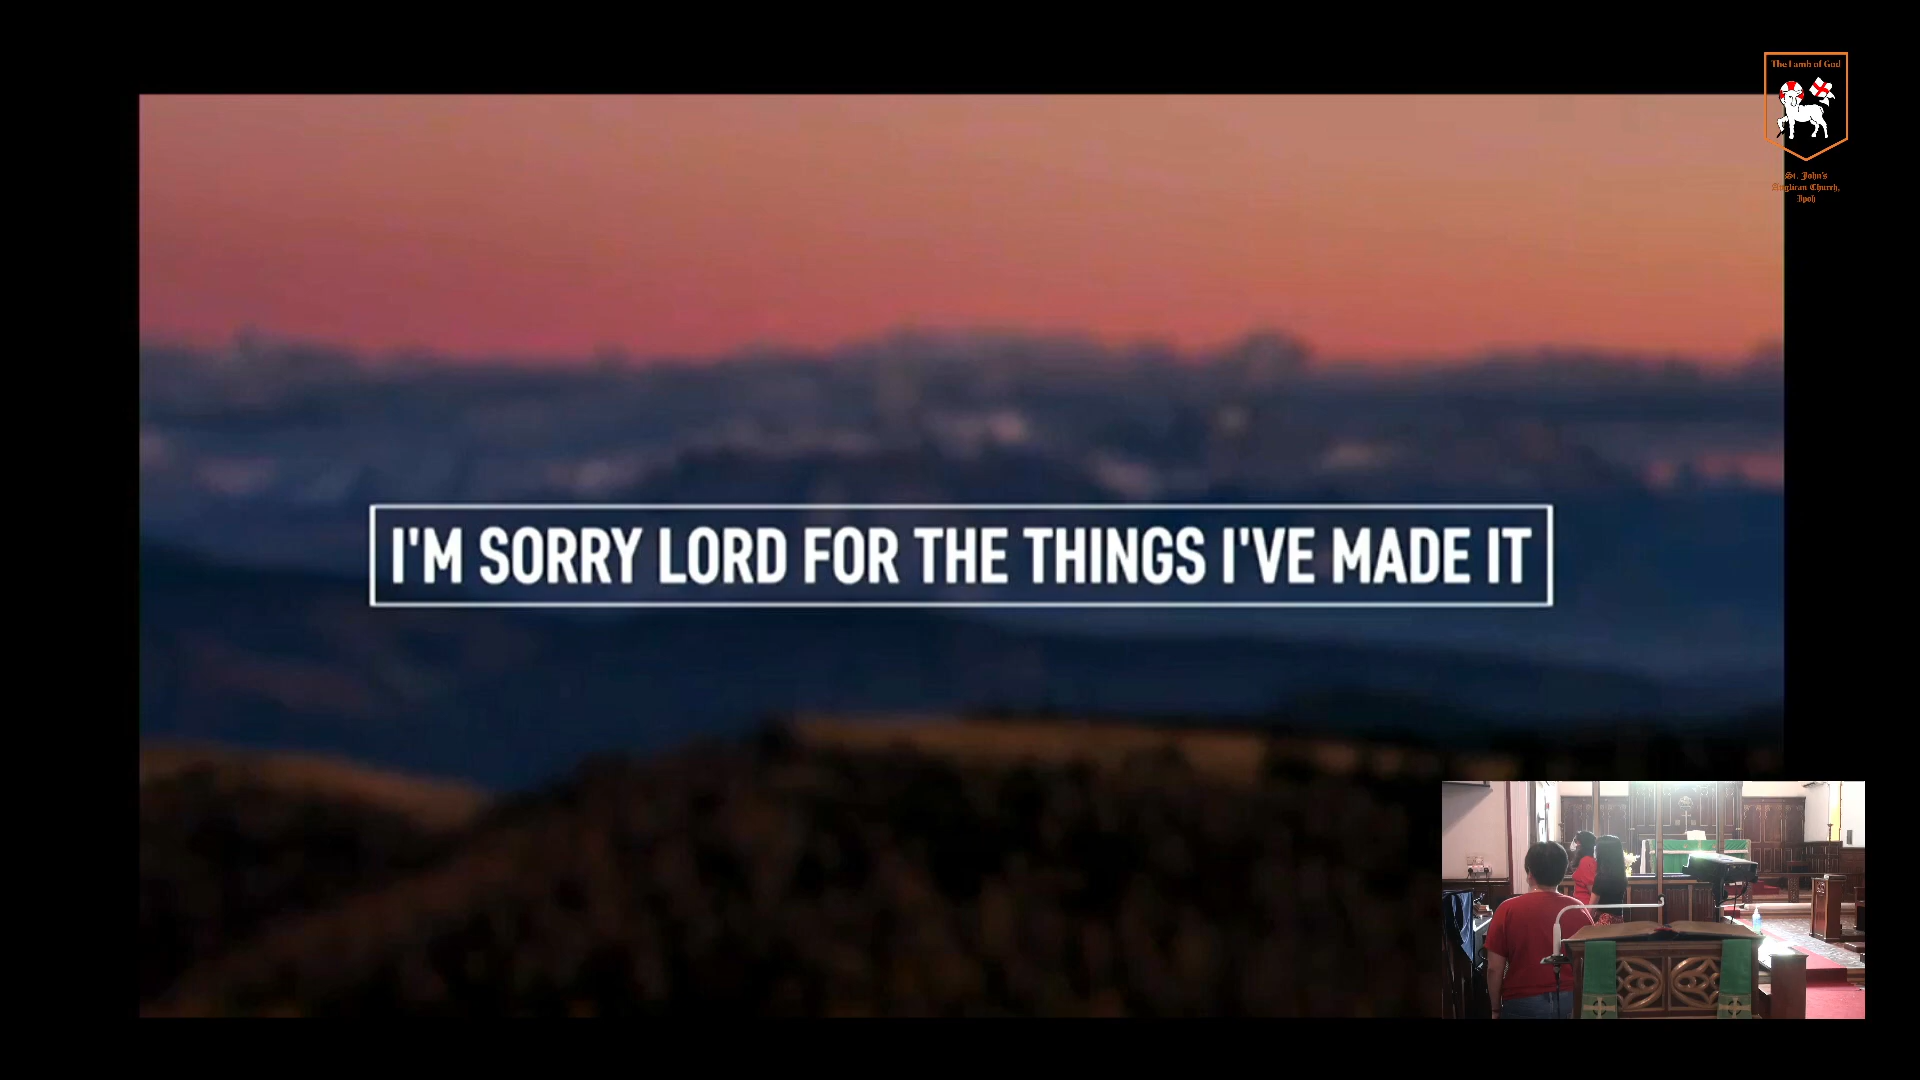 The Lamb of God
St. John's
Anglican Church,
Ipoh
I'M SORRY LORD FOR THE THINGS I'VE MADE IT